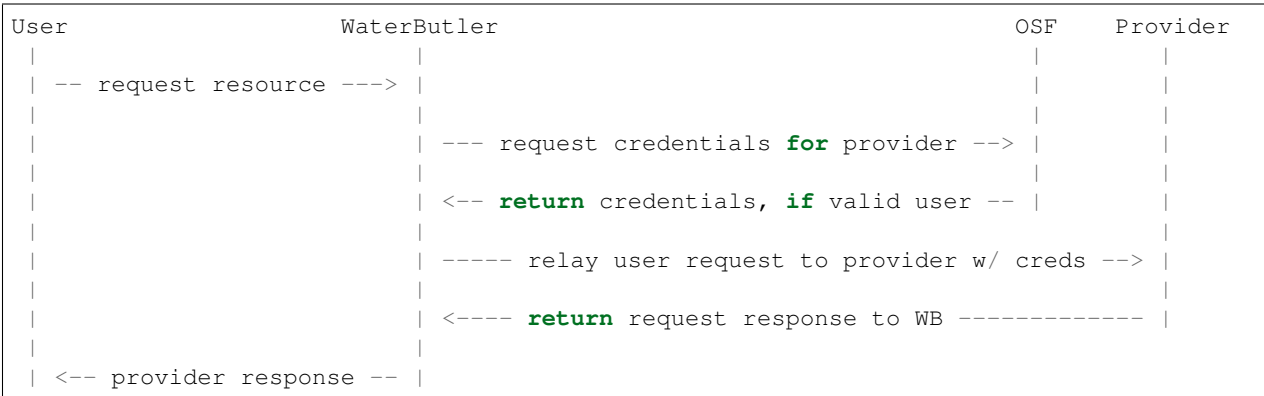 User                    WaterButler                                     OSF    Provider
 |                           |                                           |        |
 | -- request resource ---> |                                           |        |
 |                           |                                           |        |
 |                           | --- request credentials for provider --> |        |
 |                           |                                           |        |
 |                           | <-- return credentials, if valid user -- |        |
 |                           |                                                    |
 |                           | ----- relay user request to provider w/ creds --> |
 |                           |                                                    |
 |                           | <---- return request response to WB ------------- |
 |                           |
 | <-- provider response -- |